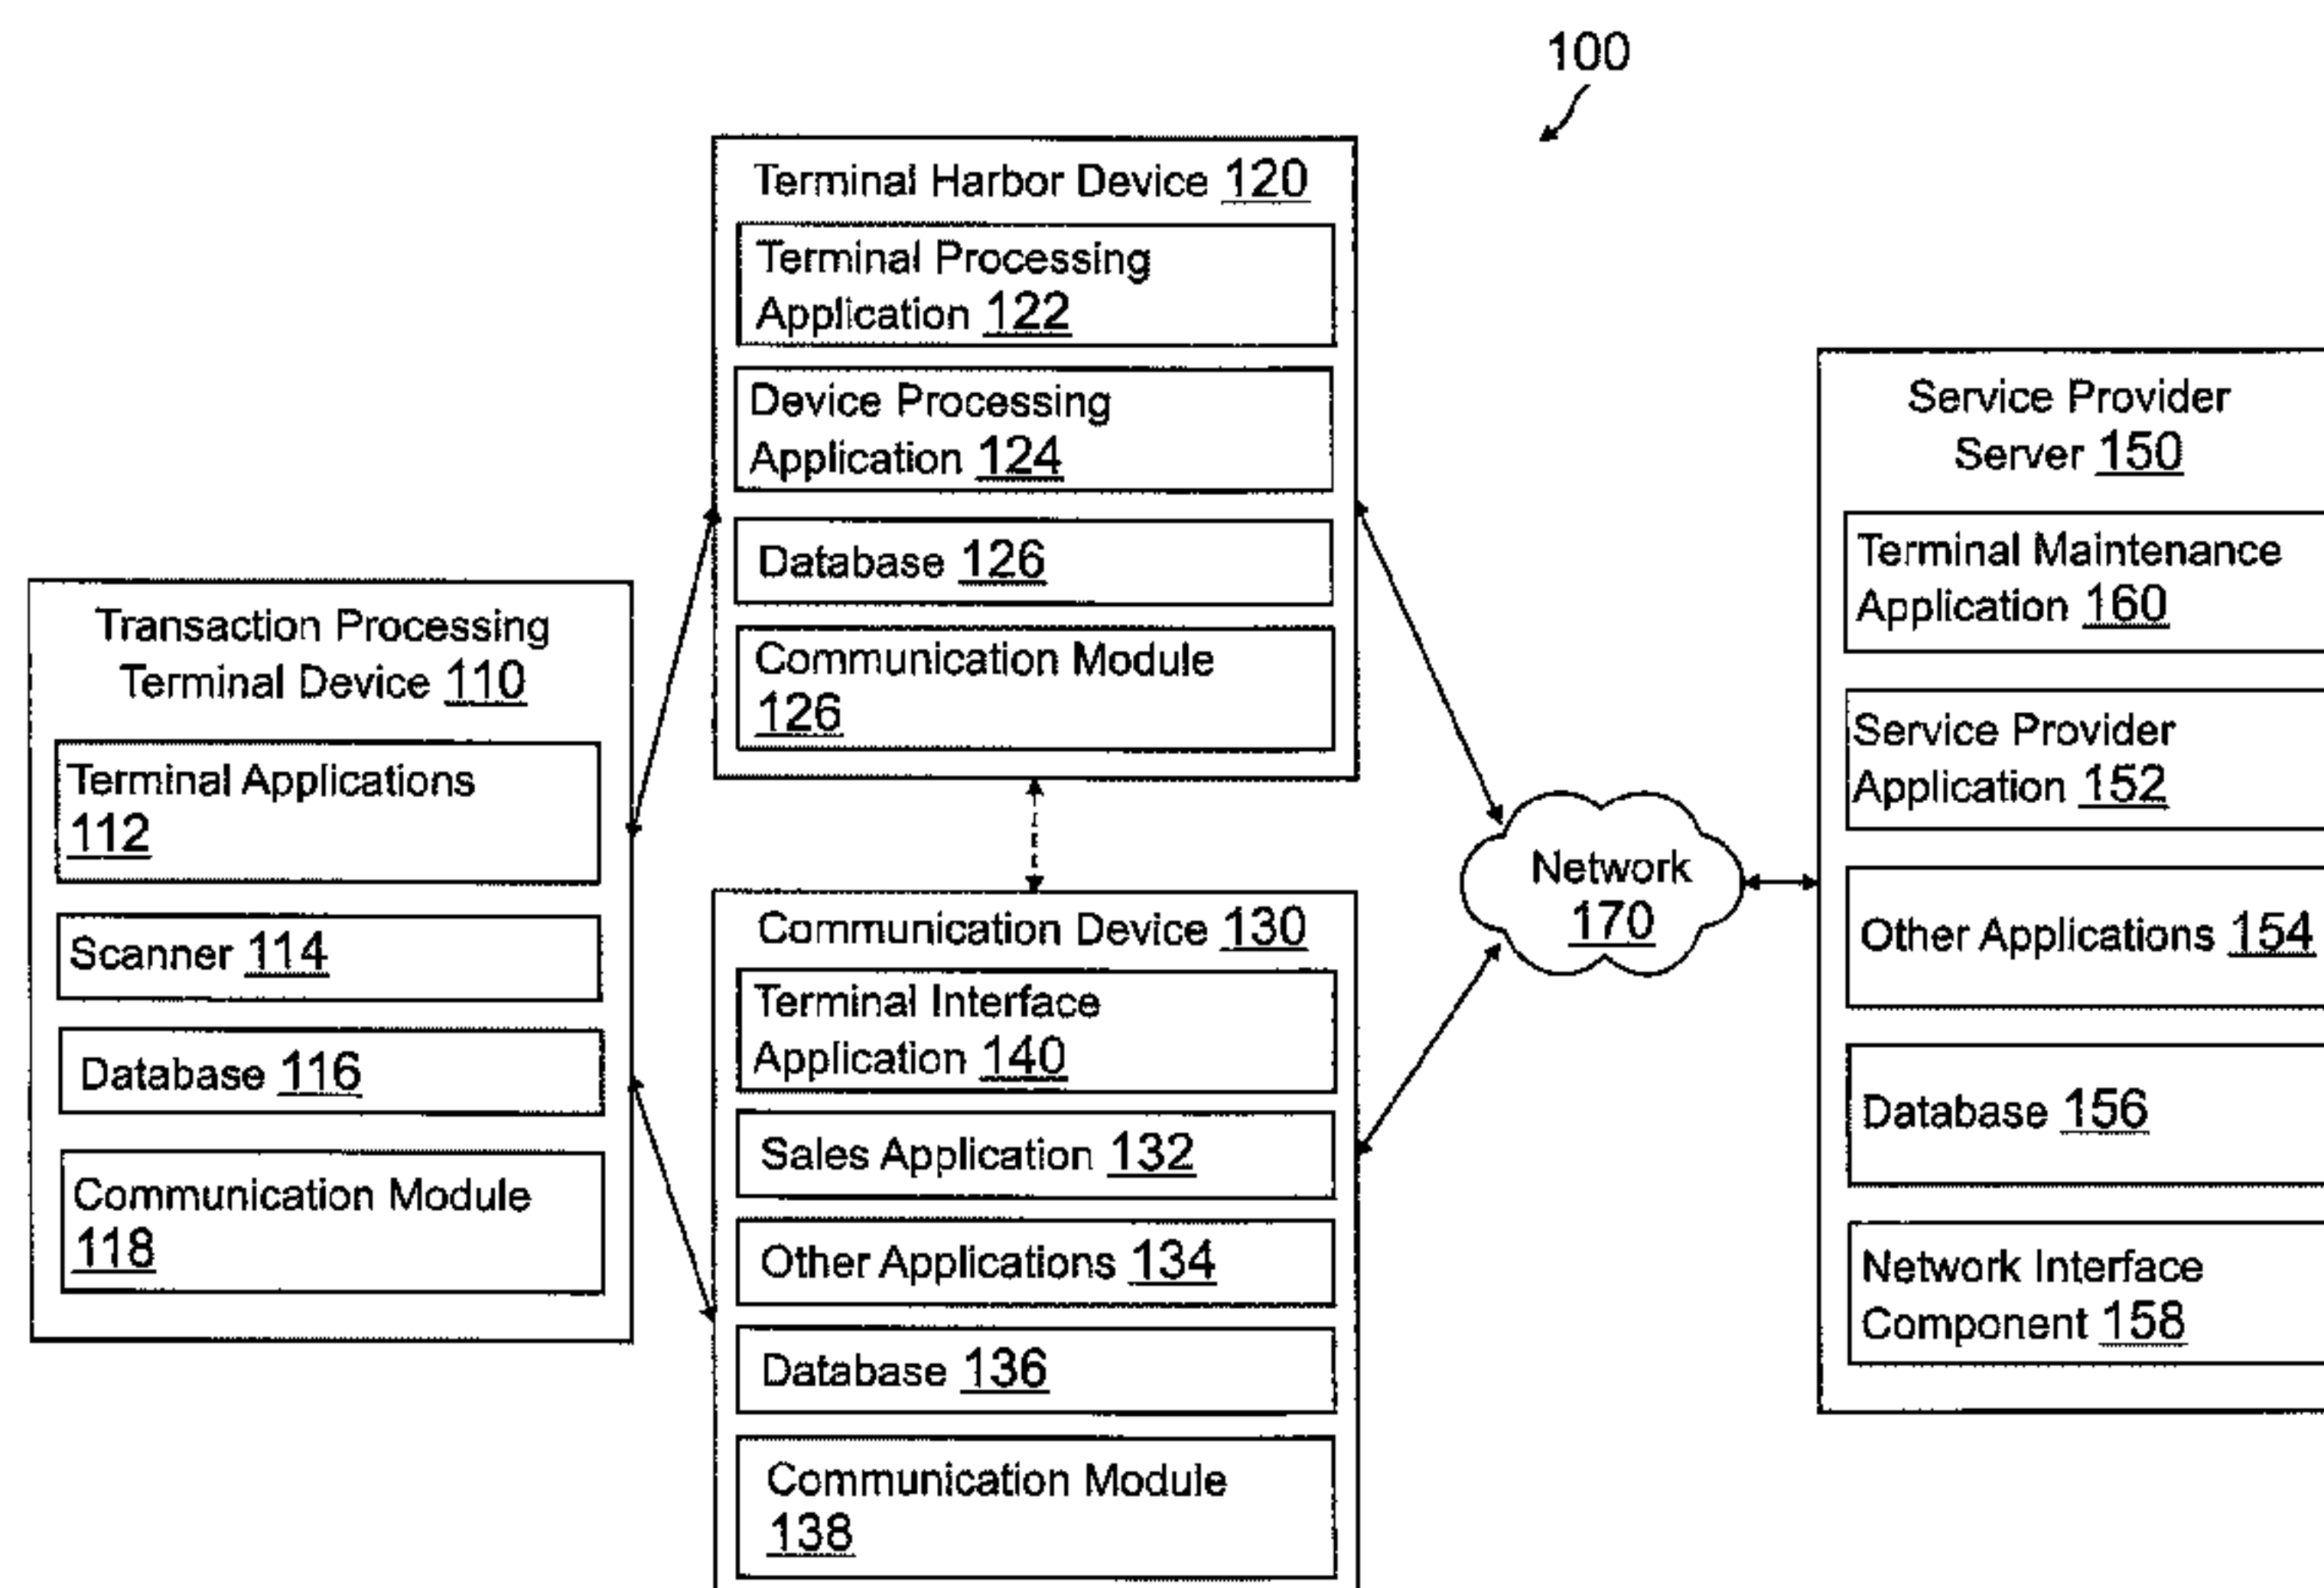 100
Terminal Harbor Device 120
Terminal Processing
Application 122
Device Processing
Application 124
Database 126
Communication Module
126
Transaction Processing
Terminal Device 110
Terminal Applications
112
Scanner 114
Database 116
Communication Module
118
Communication Device 130
Terminal Interface
Application 140
Sales Application 132
Other Applications 134
Database 136
Communication Module
138
Network
170
Service Provider
Server 150
Terminal Maintenance
Application 160
Service Provider
Application 152
Other Applications 154
Database 156
Network Interface
Component 158